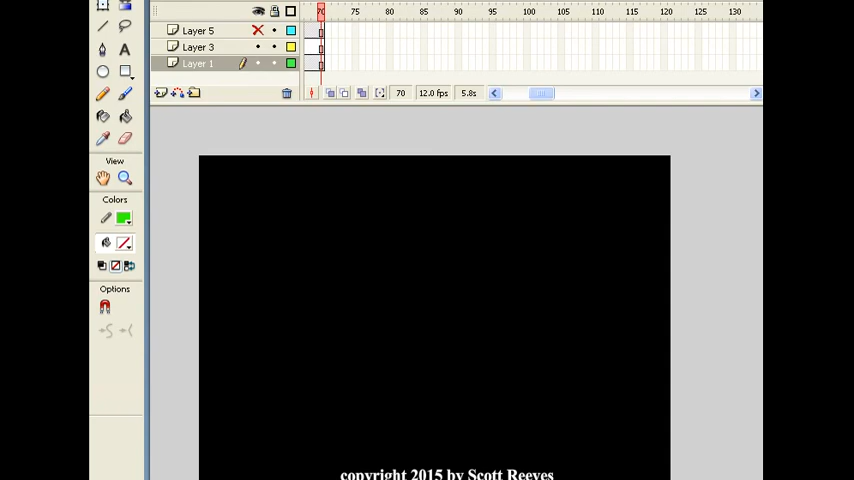 70 75 80 85 90 95 100 105 110 115 120 125 130
Layer 5
Layer 3
Layer 1
70 12.0 fps 5.8s
A
View
Colors
Options
copyright 2015 by Scott Reeves